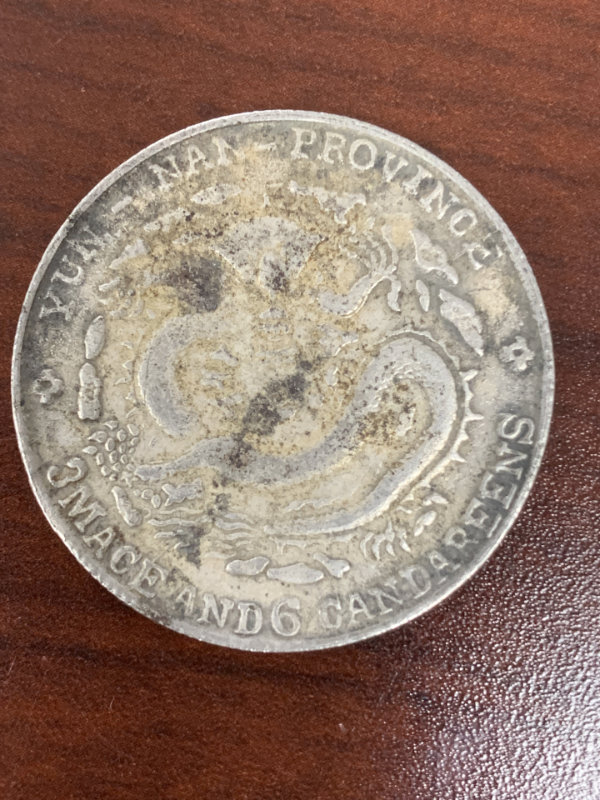 YUN-NAN-PROVINCE
3 MACE AND 6 CANDAREENS